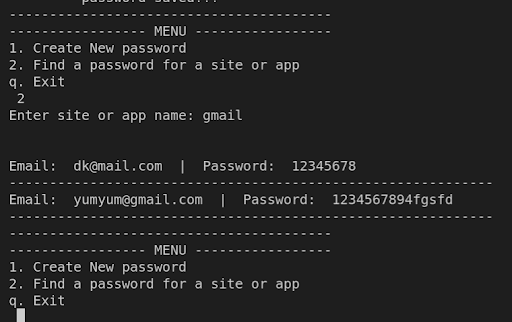 password saved!!!
----------------------------------------
----------------- MENU -----------------
1. Create New password
2. Find a password for a site or app
q. Exit
2
Enter site or app name: gmail
Email:  dk@mail.com  |  Password:  12345678
------------------------------------------------------------
Email:  yumyum@gmail.com  |  Password:  1234567894fgsfd
------------------------------------------------------------
----------------------------------------
----------------- MENU -----------------
1. Create New password
2. Find a password for a site or app
q. Exit